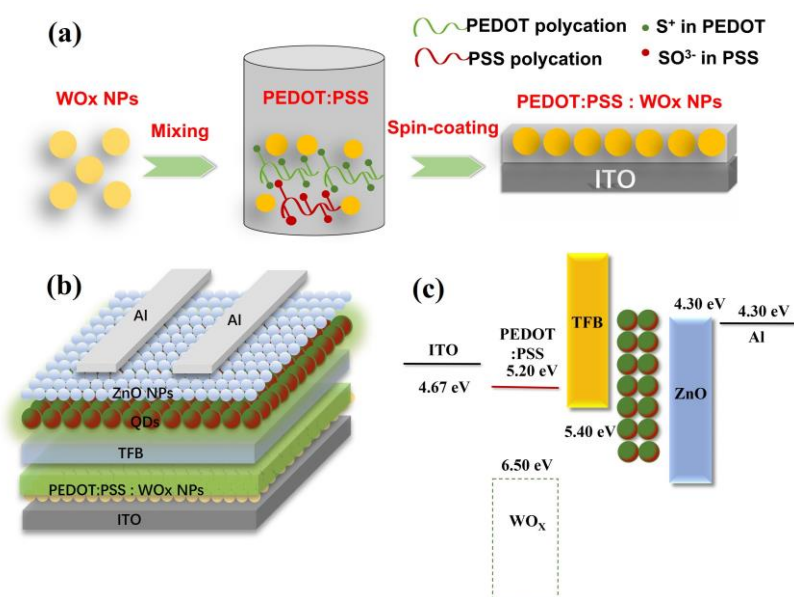 (a)
PEDOT polycation
S⁺ in PEDOT
PSS polycation
SO³⁻ in PSS
WOx NPs
Mixing
PEDOT:PSS
Spin-coating
PEDOT:PSS : WOx NPs
ITO
(b)
Al
Al
ZnO NPs
QDs
TFB
PEDOT:PSS : WOx NPs
ITO
(c)
ITO
4.67 eV
PEDOT
:PSS
5.20 eV
6.50 eV
WOₓ
TFB
5.40 eV
4.30 eV
ZnO
4.30 eV
Al